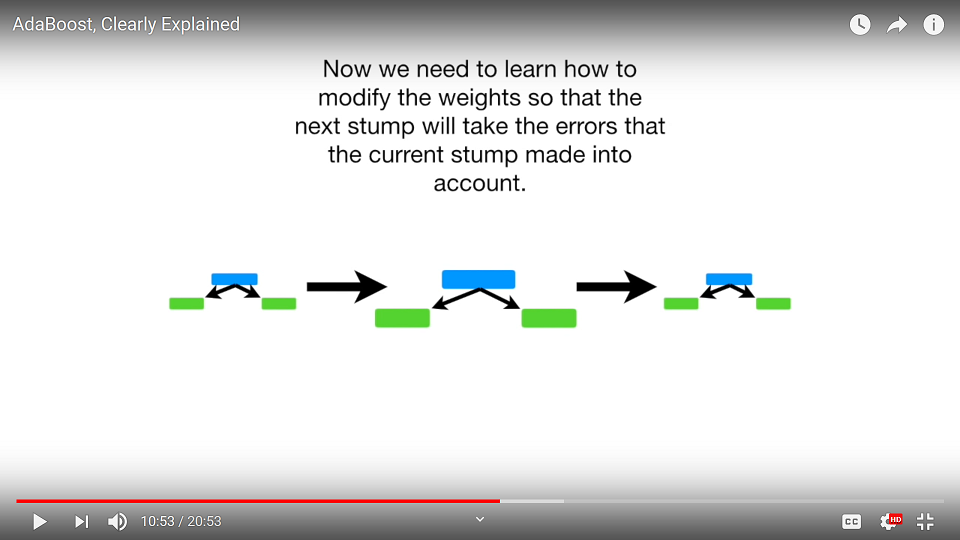 AdaBoost, Clearly Explained
Now we need to learn how to
modify the weights so that the
next stump will take the errors that
the current stump made into
account.
10:53 / 20:53
CC
HD